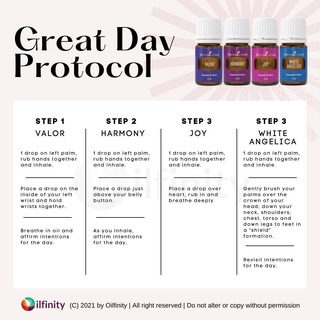 Great Day
Protocol
VALOR
HARMONY
JOY
WHITE
ANGELICA
STEP 1
VALOR
1 drop on left palm,
rub hands together
and inhale.
Place a drop on the
inside of your left
wrist and hold
wrists together.
Breathe in oil and
affirm intentions
for the day.
STEP 2
HARMONY
1 drop on left palm,
rub hands together
and inhale.
Place a drop just
above your belly
button.
As you inhale,
affirm intentions
for the day.
STEP 3
JOY
1 drop on left palm,
rub hands together
and inhale.
Place a drop over
heart, rub in and
breathe deeply
STEP 3
WHITE
ANGELICA
1 drop on left palm,
rub hands together
and inhale.
Gently brush your
palms over the
crown of your
head, down your
neck, shoulders,
chest, torso and
down legs to feet in
a "shield"
formation.
Revisit intentions
for the day.
Oilfinity
Oilfinity (C) 2021 by Oilfinity | All right reserved | Do not alter or copy without permission